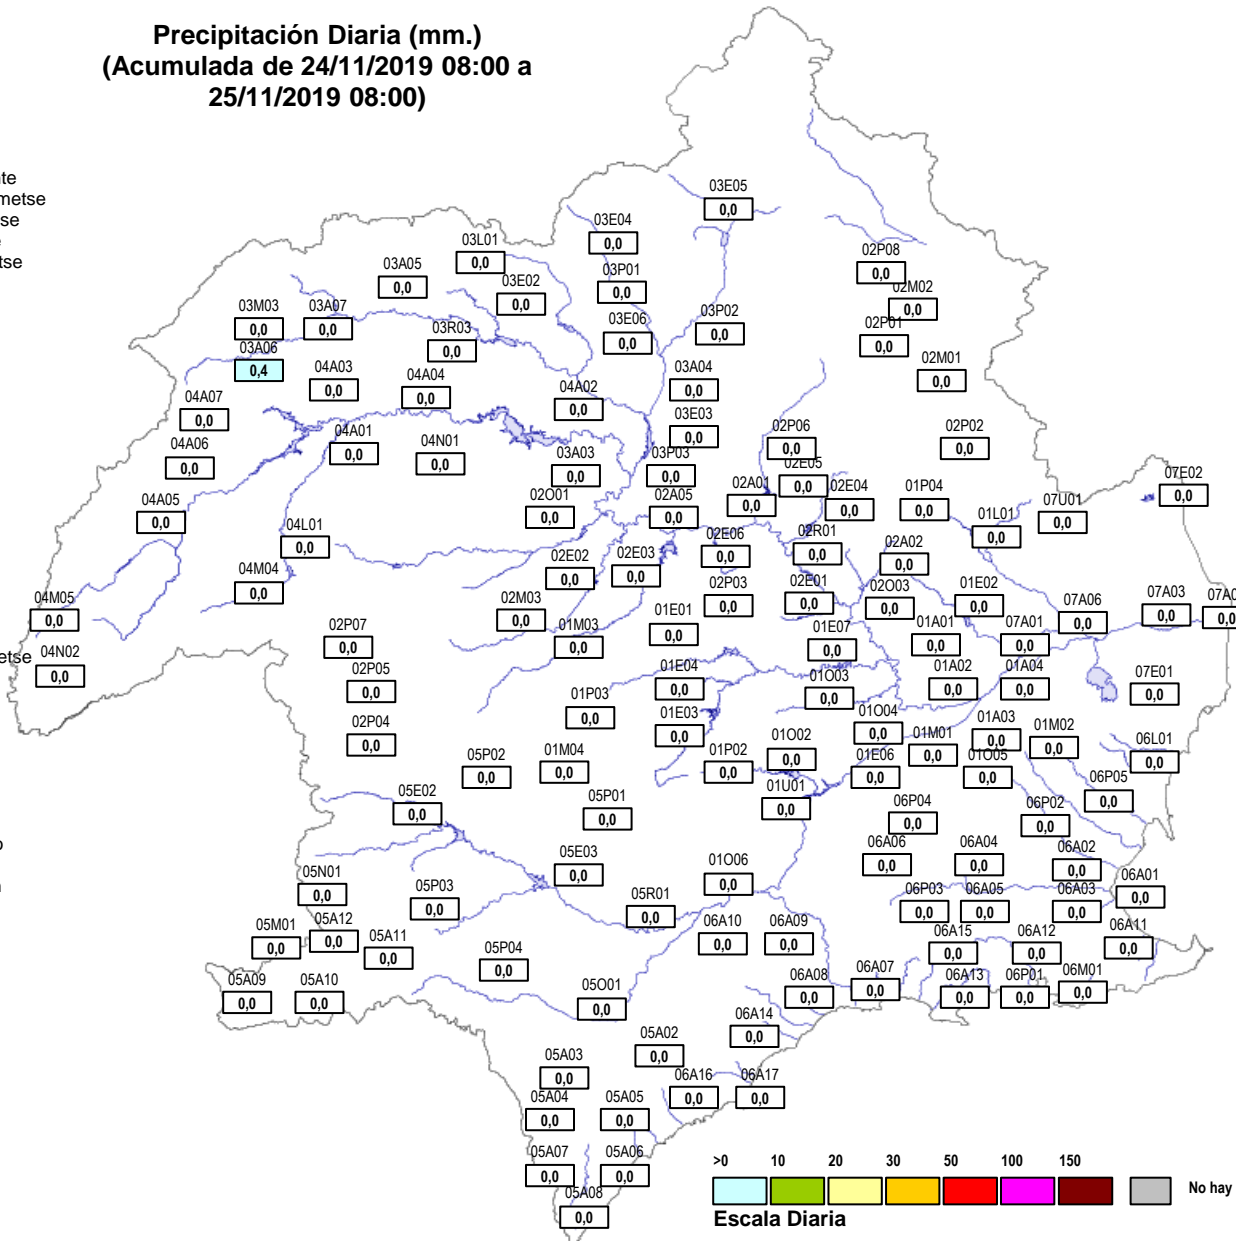 Precipitación Diaria (mm.)
(Acumulada de 24/11/2019 08:00 a
25/11/2019 08:00)
03E05
0,0
03E04
0,0
03L01
0,0
02P08
0,0
03A05
0,0
03P01
0,0
03E02
0,0
02M02
0,0
03M03
0,0
03A07
0,0
03P02
0,0
03E06
0,0
03R03
0,0
02P01
0,0
03A06
0,4
02M01
0,0
04A03
0,0
04A04
0,0
03A04
0,0
04A02
0,0
04A07
0,0
03E03
0,0
04A01
0,0
02P06
0,0
02P02
0,0
04A06
0,0
04N01
0,0
03A03
0,0
03P03
0,0
02E05
0,0
07E02
0,0
02A01
0,0
02E04
0,0
01P04
0,0
04A05
0,0
02O01
0,0
02A05
0,0
07U01
0,0
01L01
0,0
04L01
0,0
02E06
0,0
02R01
0,0
02A02
0,0
02E02
0,0
02E03
0,0
04M04
0,0
02P03
0,0
02E01
0,0
02O03
0,0
01E02
0,0
04M05
0,0
02M03
0,0
07A06
0,0
07A03
0,0
07A0
0,0
01E01
0,0
02P07
0,0
01M03
0,0
01E07
0,0
01A01
0,0
07A01
0,0
etse
04N02
0,0
02P05
0,0
01E04
0,0
01O03
0,0
01A02
0,0
01A04
0,0
07E01
0,0
01P03
0,0
02P04
0,0
01E03
0,0
01O04
0,0
01A03
0,0
01M02
0,0
01M01
0,0
06L01
0,0
05P02
0,0
01M04
0,0
01P02
0,0
01O02
0,0
01E06
0,0
01O05
0,0
05E02
0,0
05P01
0,0
01U01
0,0
06P04
0,0
06P02
0,0
06P05
0,0
05E03
0,0
01O06
0,0
06A06
0,0
06A04
0,0
06A02
0,0
05N01
0,0
05P03
0,0
05R01
0,0
06P03
0,0
06A05
0,0
06A03
0,0
06A01
0,0
05M01
0,0
05A12
0,0
05A11
0,0
06A10
0,0
06A09
0,0
06A15
0,0
06A12
0,0
06A11
0,0
05P04
0,0
05A09
0,0
05A10
0,0
05O01
0,0
06A08
0,0
06A07
0,0
06A13
0,0
06P01
0,0
06M01
0,0
05A02
0,0
06A14
0,0
05A03
0,0
06A16
0,0
06A17
0,0
05A04
0,0
05A05
0,0
05A07
0,0
05A06
0,0
05A08
0,0
>0 10 20 30 50 100 150
No hay
Escala Diaria